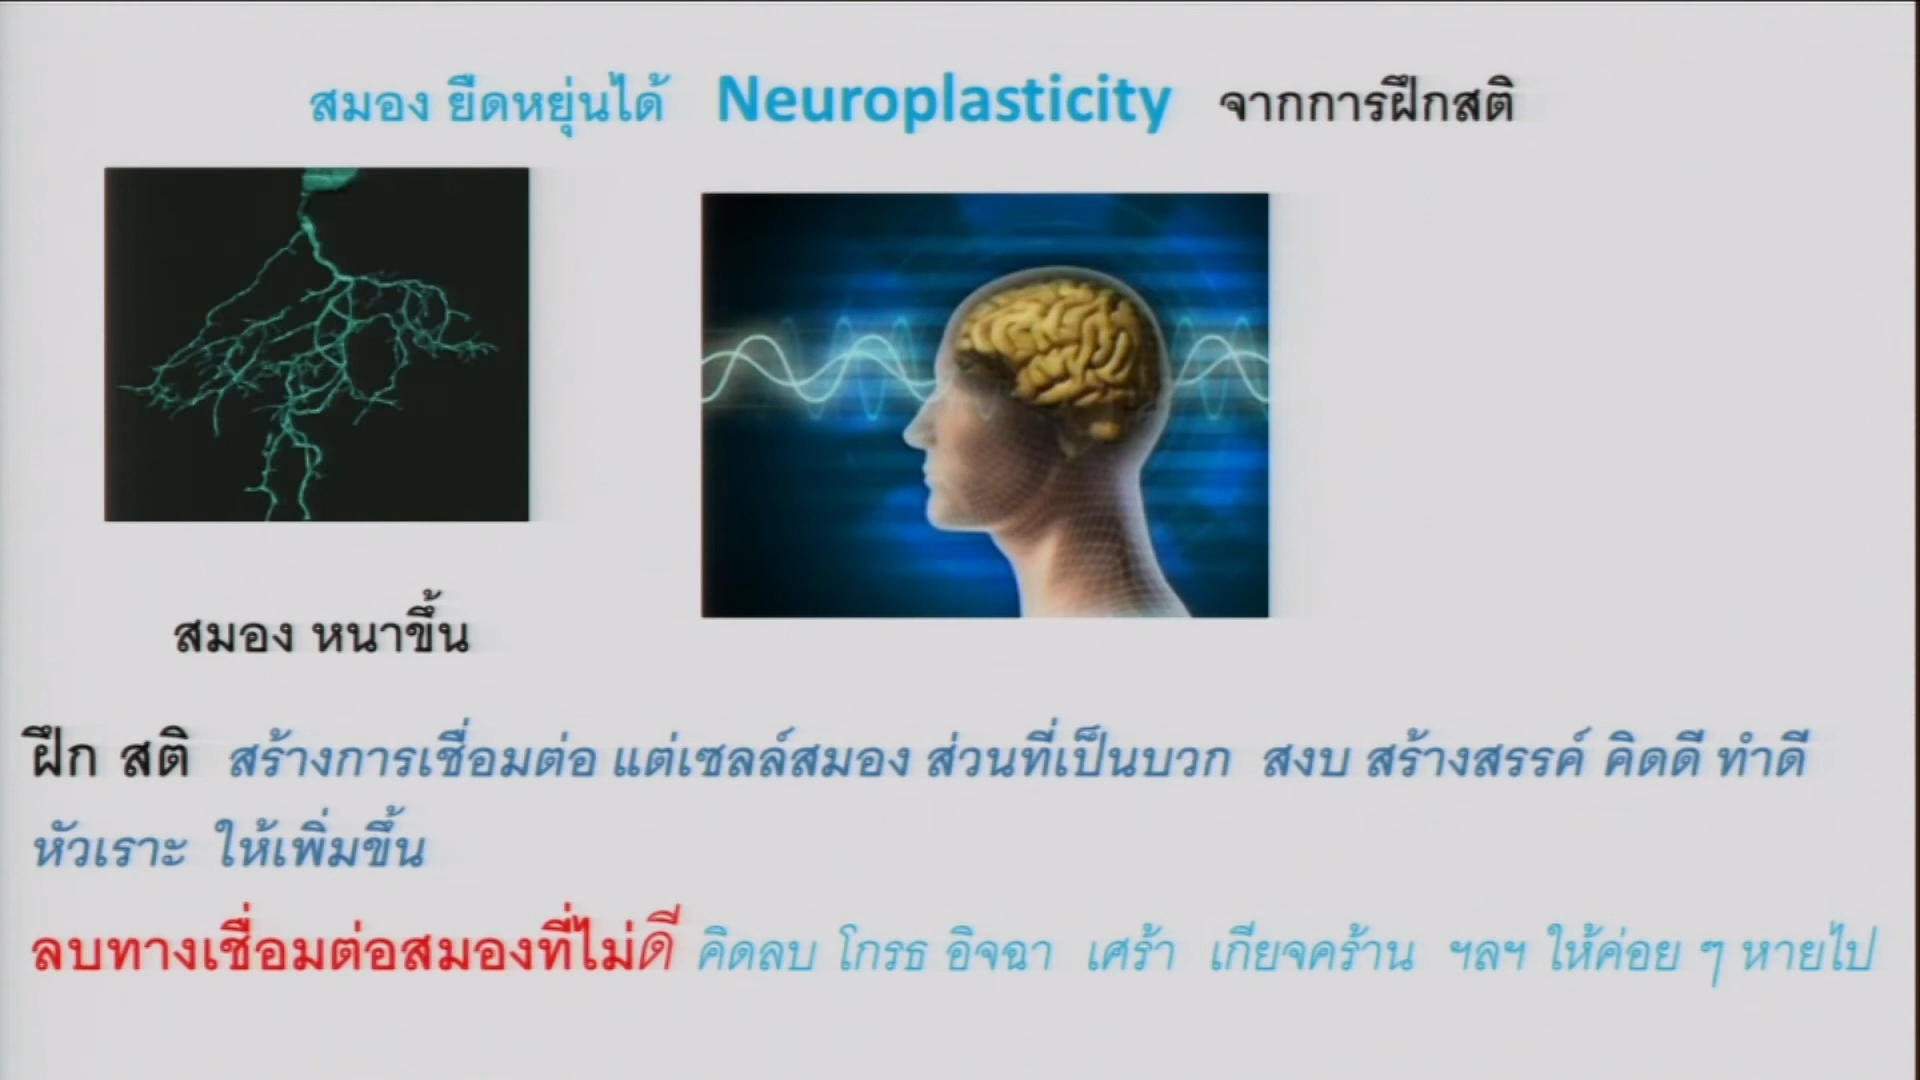 สมอง ยืดหยุ่นได้ Neuroplasticity จากการฝึกสติ
สมอง หนาขึ้น
ฝึก สติ สร้างการเชื่อมต่อ แต่เซลล์สมอง ส่วนที่เป็นบวก สงบ สร้างสรรค์ คิดดี ทำดี
หัวเราะ ให้เพิ่มขึ้น
ลบทางเชื่อมต่อสมองที่ไม่ดี คิดลบ โกรธ อิจฉา เศร้า เกียจคร้าน ฯลฯ ให้ค่อย ๆ หายไป